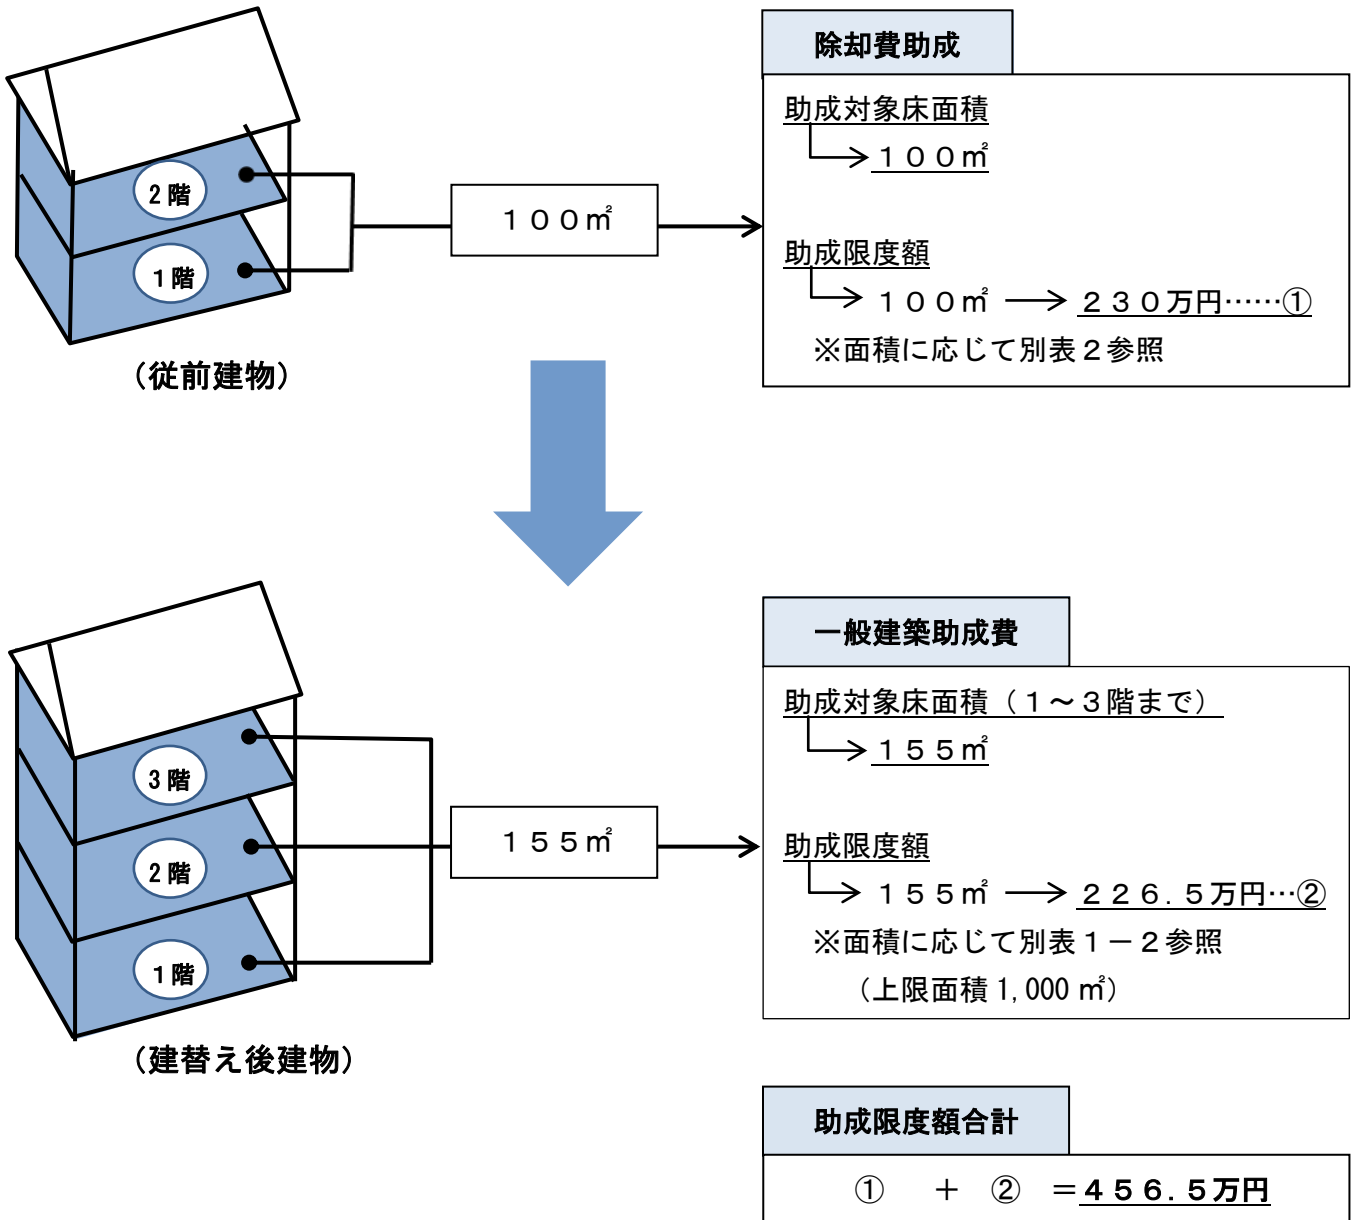 除却費助成
助成対象床面積
１００㎡
２階
１００㎡
１階
助成限度額
１００㎡
２３０万円……①
※面積に応じて別表２参照
（従前建物）
一般建築助成費
助成対象床面積（１～３階まで）
１５５㎡
３階
２階
１５５㎡
１階
助成限度額
１５５㎡
２２６.５万円…②
※面積に応じて別表１－２参照
（上限面積 1,000 ㎡）
（建替え後建物）
助成限度額合計
① ＋ ② ＝４５６.５万円